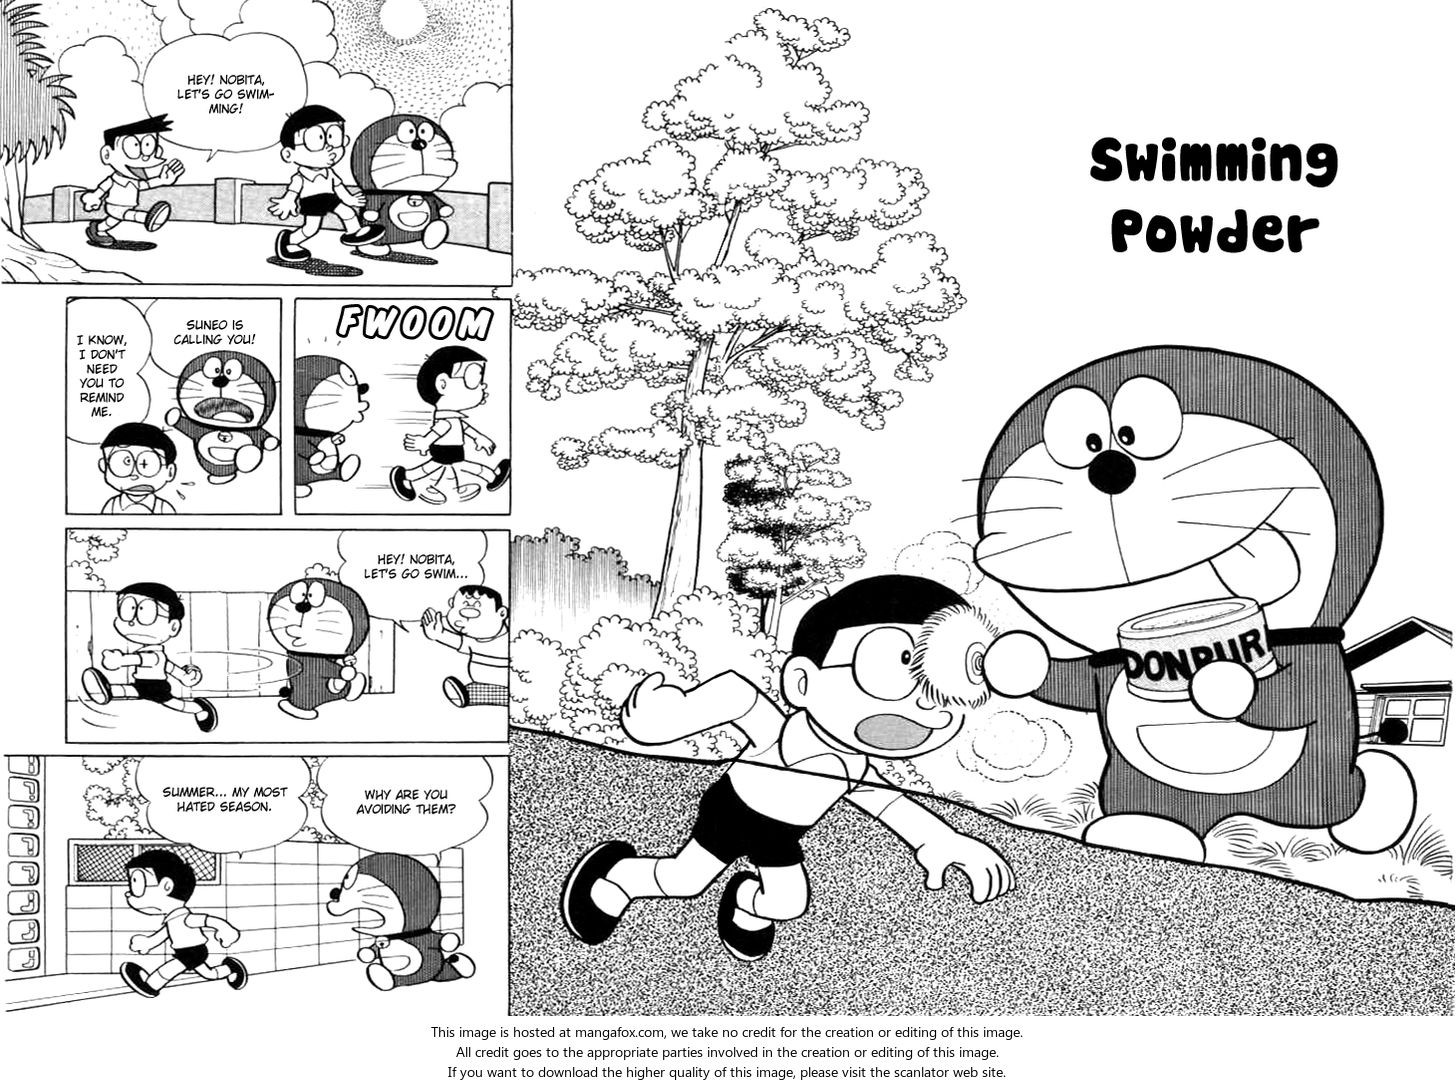 Swimming
Powder
DONBURI
HEY! NOBITA,
LET'S GO SWIM-
MING!
SUNEO IS
CALLING YOU!
I KNOW,
I DON'T
NEED
YOU TO
REMIND
ME.
FWOOM
HEY! NOBITA,
LET'S GO SWIM...
WHY ARE YOU
AVOIDING THEM?
SUMMER... MY MOST
HATED SEASON.
This image is hosted at mangafox.com, we take no credit for the creation or editing of this image.
All credit goes to the appropriate parties involved in the creation or editing of this image.
If you want to download the higher quality of this image, please visit the scanlator web site.